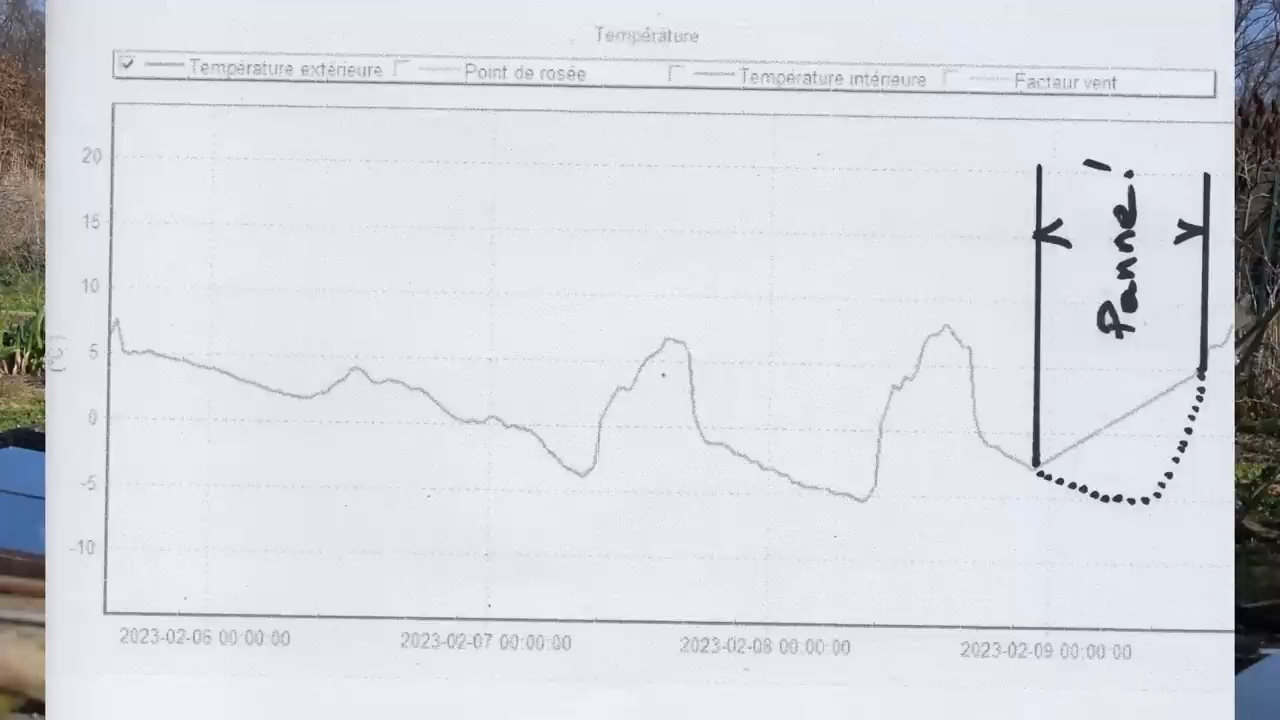 Température
Température extérieure Point de rosée Température intérieure Facteur vent
20
15
10
5
0
-5
-10
(°C)
Panne!
2023-02-06 00:00:00 2023-02-07 00:00:00 2023-02-08 00:00:00 2023-02-09 00:00:00